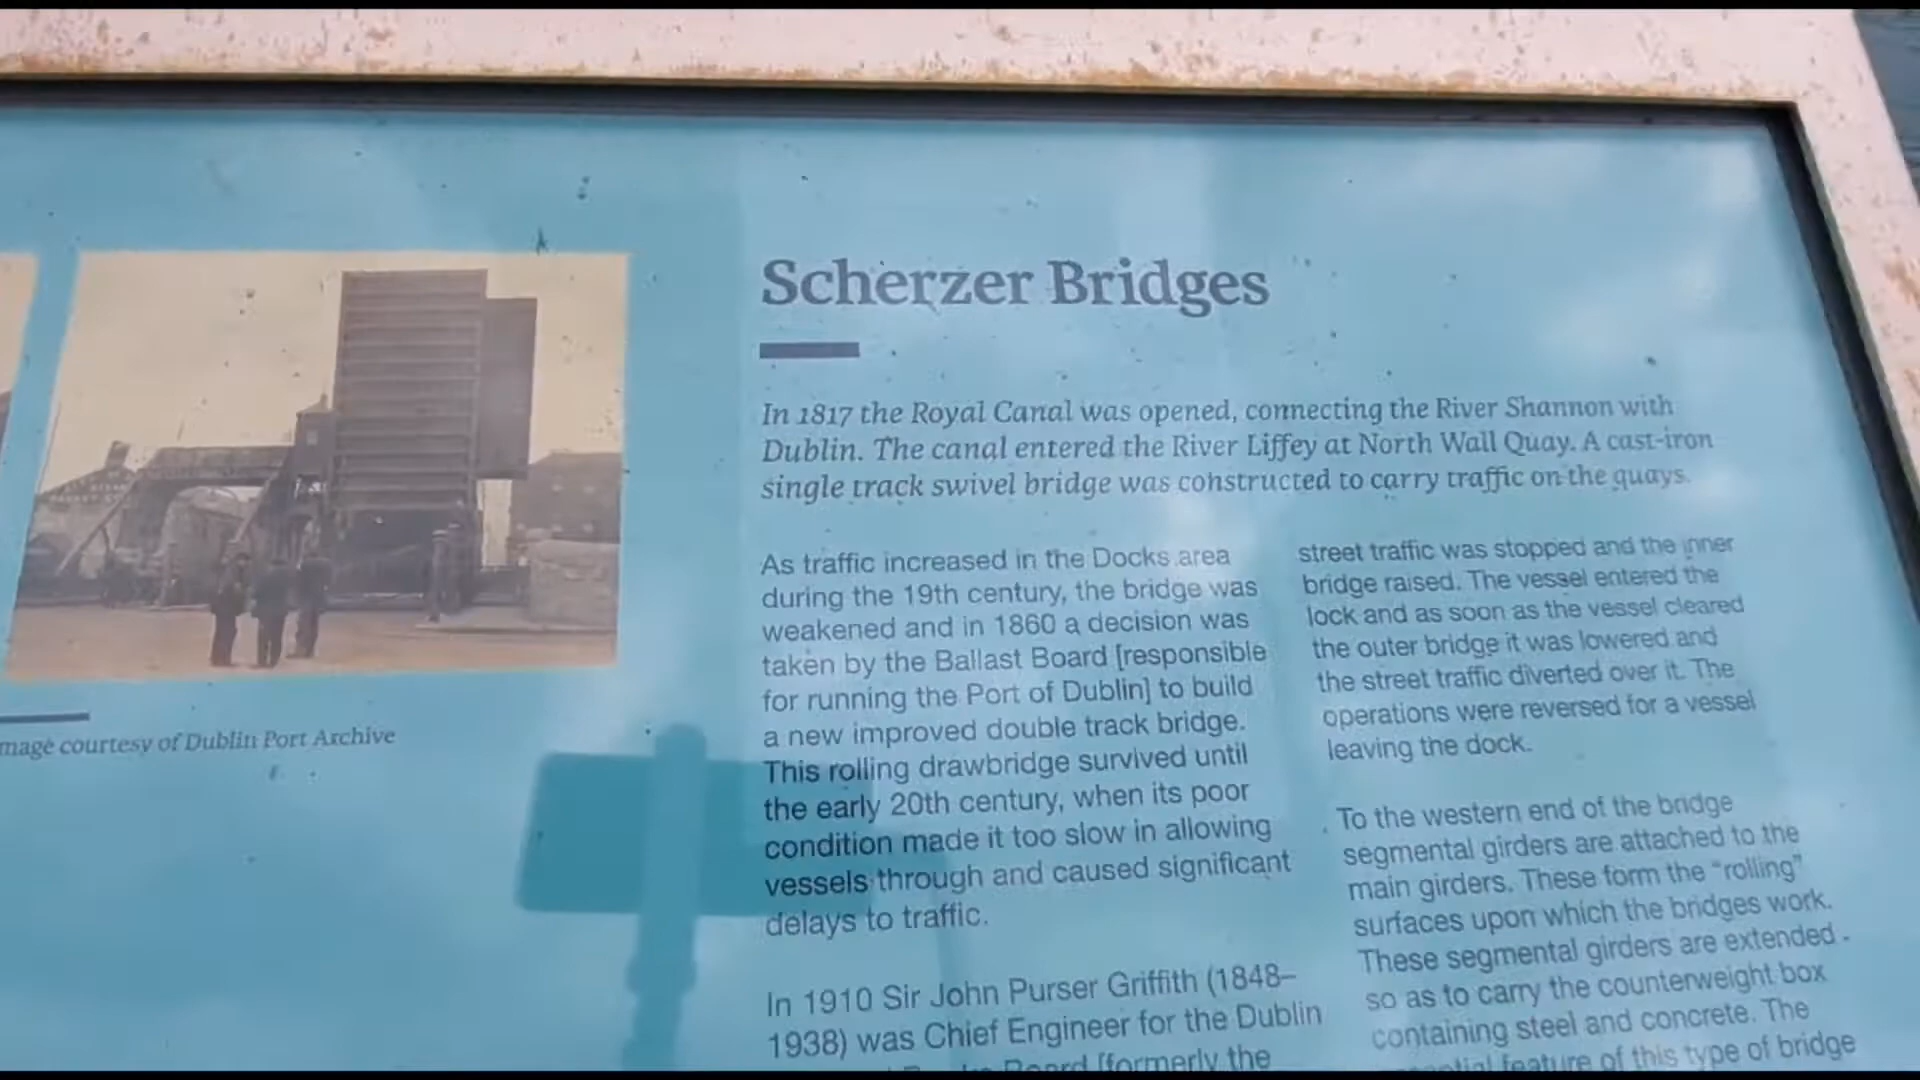 Scherzer Bridges
In 1817 the Royal Canal was opened, connecting the River Shannon with
Dublin. The canal entered the River Liffey at North Wall Quay. A cast-iron
single track swivel bridge was constructed to carry traffic on the quays.
As traffic increased in the Docks area
during the 19th century, the bridge was
weakened and in 1860 a decision was
taken by the Ballast Board [responsible
for running the Port of Dublin] to build
a new improved double track bridge.
This rolling drawbridge survived until
the early 20th century, when its poor
condition made it too slow in allowing
vessels through and caused significant
delays to traffic.
In 1910 Sir John Purser Griffith (1848–
1938) was Chief Engineer for the Dublin
Board [formerly the
street traffic was stopped and the inner
bridge raised. The vessel entered the
lock and as soon as the vessel cleared
the outer bridge it was lowered and
the street traffic diverted over it. The
operations were reversed for a vessel
leaving the dock.
To the western end of the bridge
segmental girders are attached to the
main girders. These form the “rolling”
surfaces upon which the bridges work.
These segmental girders are extended
so as to carry the counterweight box
containing steel and concrete. The
feature of this type of bridge
mage courtesy of Dublin Port Archive